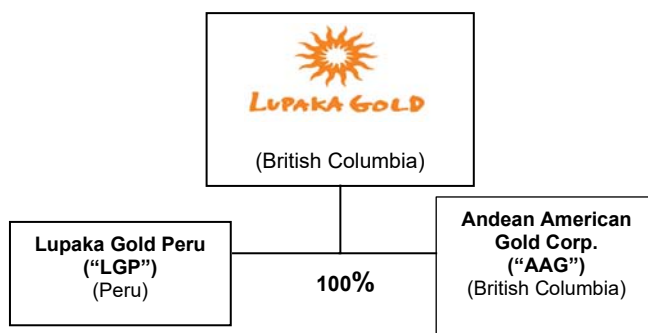 LUPAKA GOLD
(British Columbia)
Lupaka Gold Peru
("LGP")
(Peru)
100%
Andean American
Gold Corp.
("AAG")
(British Columbia)